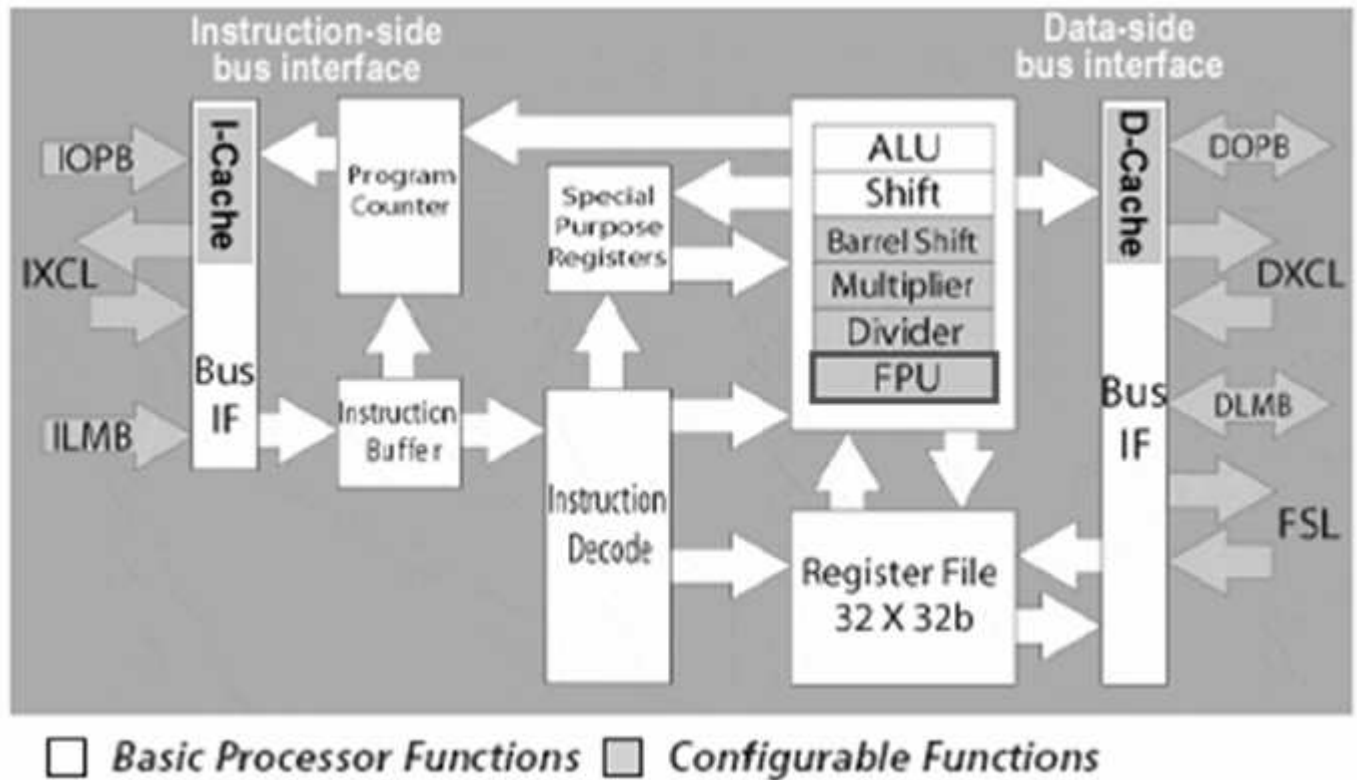 Instruction-side
bus interface
Data-side
bus interface
IOPB
IXCL
ILMB
I-Cache
Bus
IF
Program
Counter
Instruction
Buffer
Special
Purpose
Registers
Instruction
Decode
ALU
Shift
Barrel Shift
Multiplier
Divider
FPU
Register File
32 X 32b
D-Cache
Bus
IF
DOPB
DXCL
DLMB
FSL
Basic Processor Functions
Configurable Functions